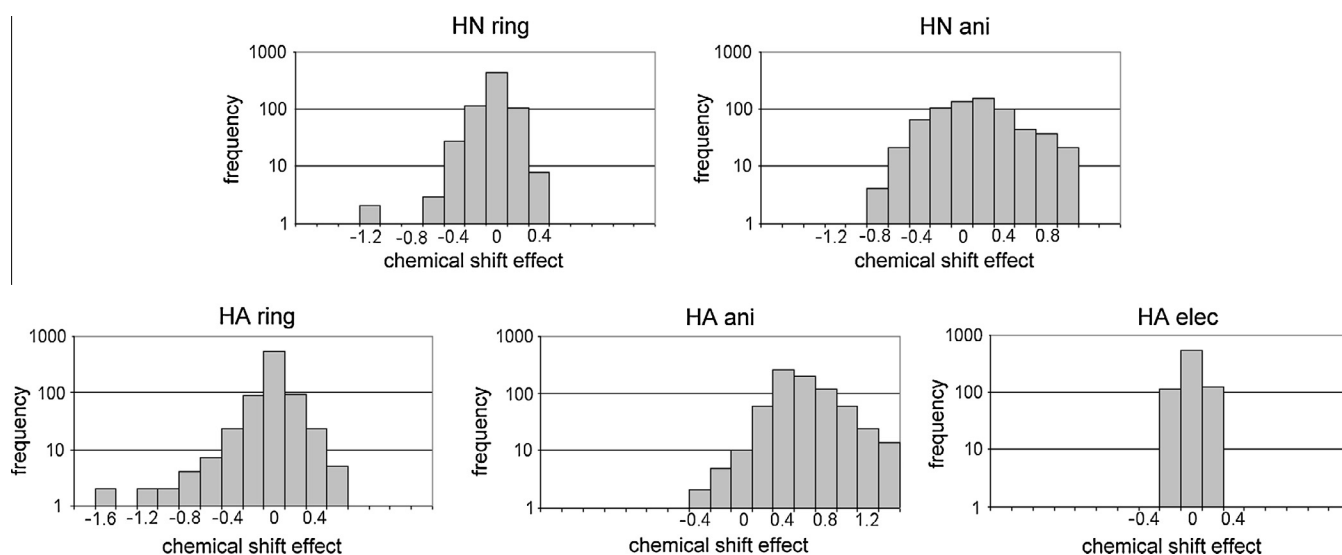 HN ring
HN ani
1000
100
10
1
frequency
-1.2 -0.8 -0.4 0 0.4
chemical shift effect
1000
100
10
1
frequency
-1.2 -0.8 -0.4 0 0.4 0.8
chemical shift effect
HA ring
HA ani
HA elec
1000
100
10
1
frequency
-1.6 -1.2 -0.8 -0.4 0 0.4
chemical shift effect
1000
100
10
1
frequency
-0.4 0 0.4 0.8 1.2
chemical shift effect
1000
100
10
1
frequency
-0.4 0 0.4
chemical shift effect